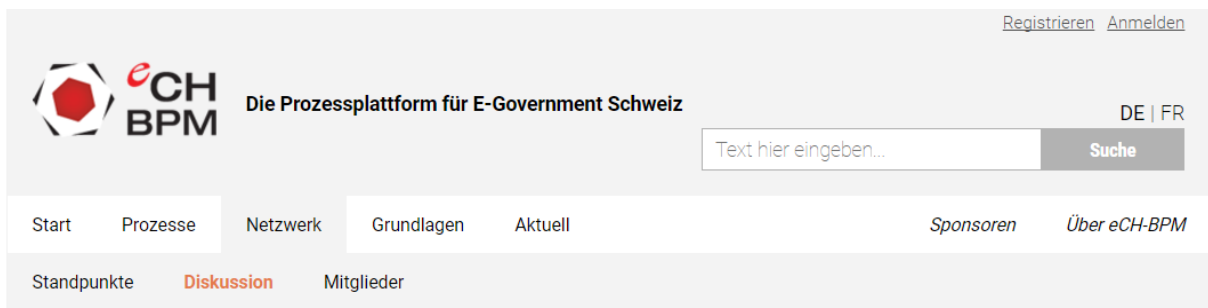 Registrieren Anmelden
eCH
BPM
Die Prozessplattform für E-Government Schweiz
DE | FR
Text hier eingeben...
Suche
Start Prozesse Netzwerk Grundlagen Aktuell Sponsoren Über eCH-BPM
Standpunkte Diskussion Mitglieder